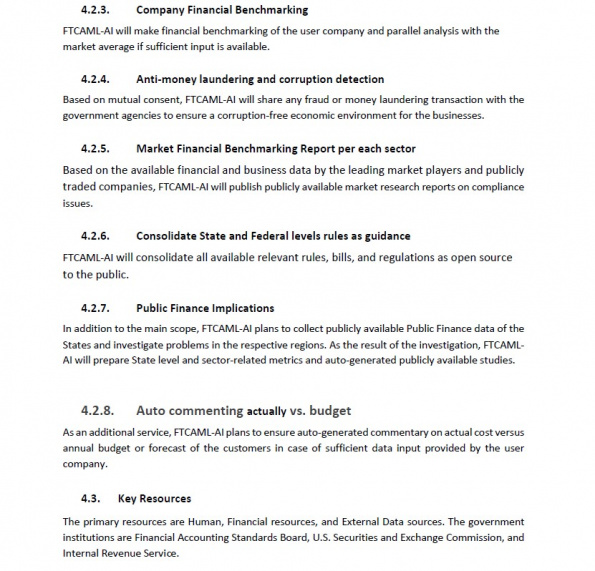 4.2.3. Company Financial Benchmarking
FTCAML-AI will make financial benchmarking of the user company and parallel analysis with the
market average if sufficient input is available.
4.2.4. Anti-money laundering and corruption detection
Based on mutual consent, FTCAML-AI will share any fraud or money laundering transaction with the
government agencies to ensure a corruption-free economic environment for the businesses.
4.2.5. Market Financial Benchmarking Report per each sector
Based on the available financial and business data by the leading market players and publicly
traded companies, FTCAML-AI will publish publicly available market research reports on compliance
issues.
4.2.6. Consolidate State and Federal levels rules as guidance
FTCAML-AI will consolidate all available relevant rules, bills, and regulations as open source
to the public.
4.2.7. Public Finance Implications
In addition to the main scope, FTCAML-AI plans to collect publicly available Public Finance data of the
States and investigate problems in the respective regions. As the result of the investigation, FTCAML-
AI will prepare State level and sector-related metrics and auto-generated publicly available studies.
4.2.8. Auto commenting actually vs. budget
As an additional service, FTCAML-AI plans to ensure auto-generated commentary on actual cost versus
annual budget or forecast of the customers in case of sufficient data input provided by the user
company.
4.3. Key Resources
The primary resources are Human, Financial resources, and External Data sources. The government
institutions are Financial Accounting Standards Board, U.S. Securities and Exchange Commission, and
Internal Revenue Service.